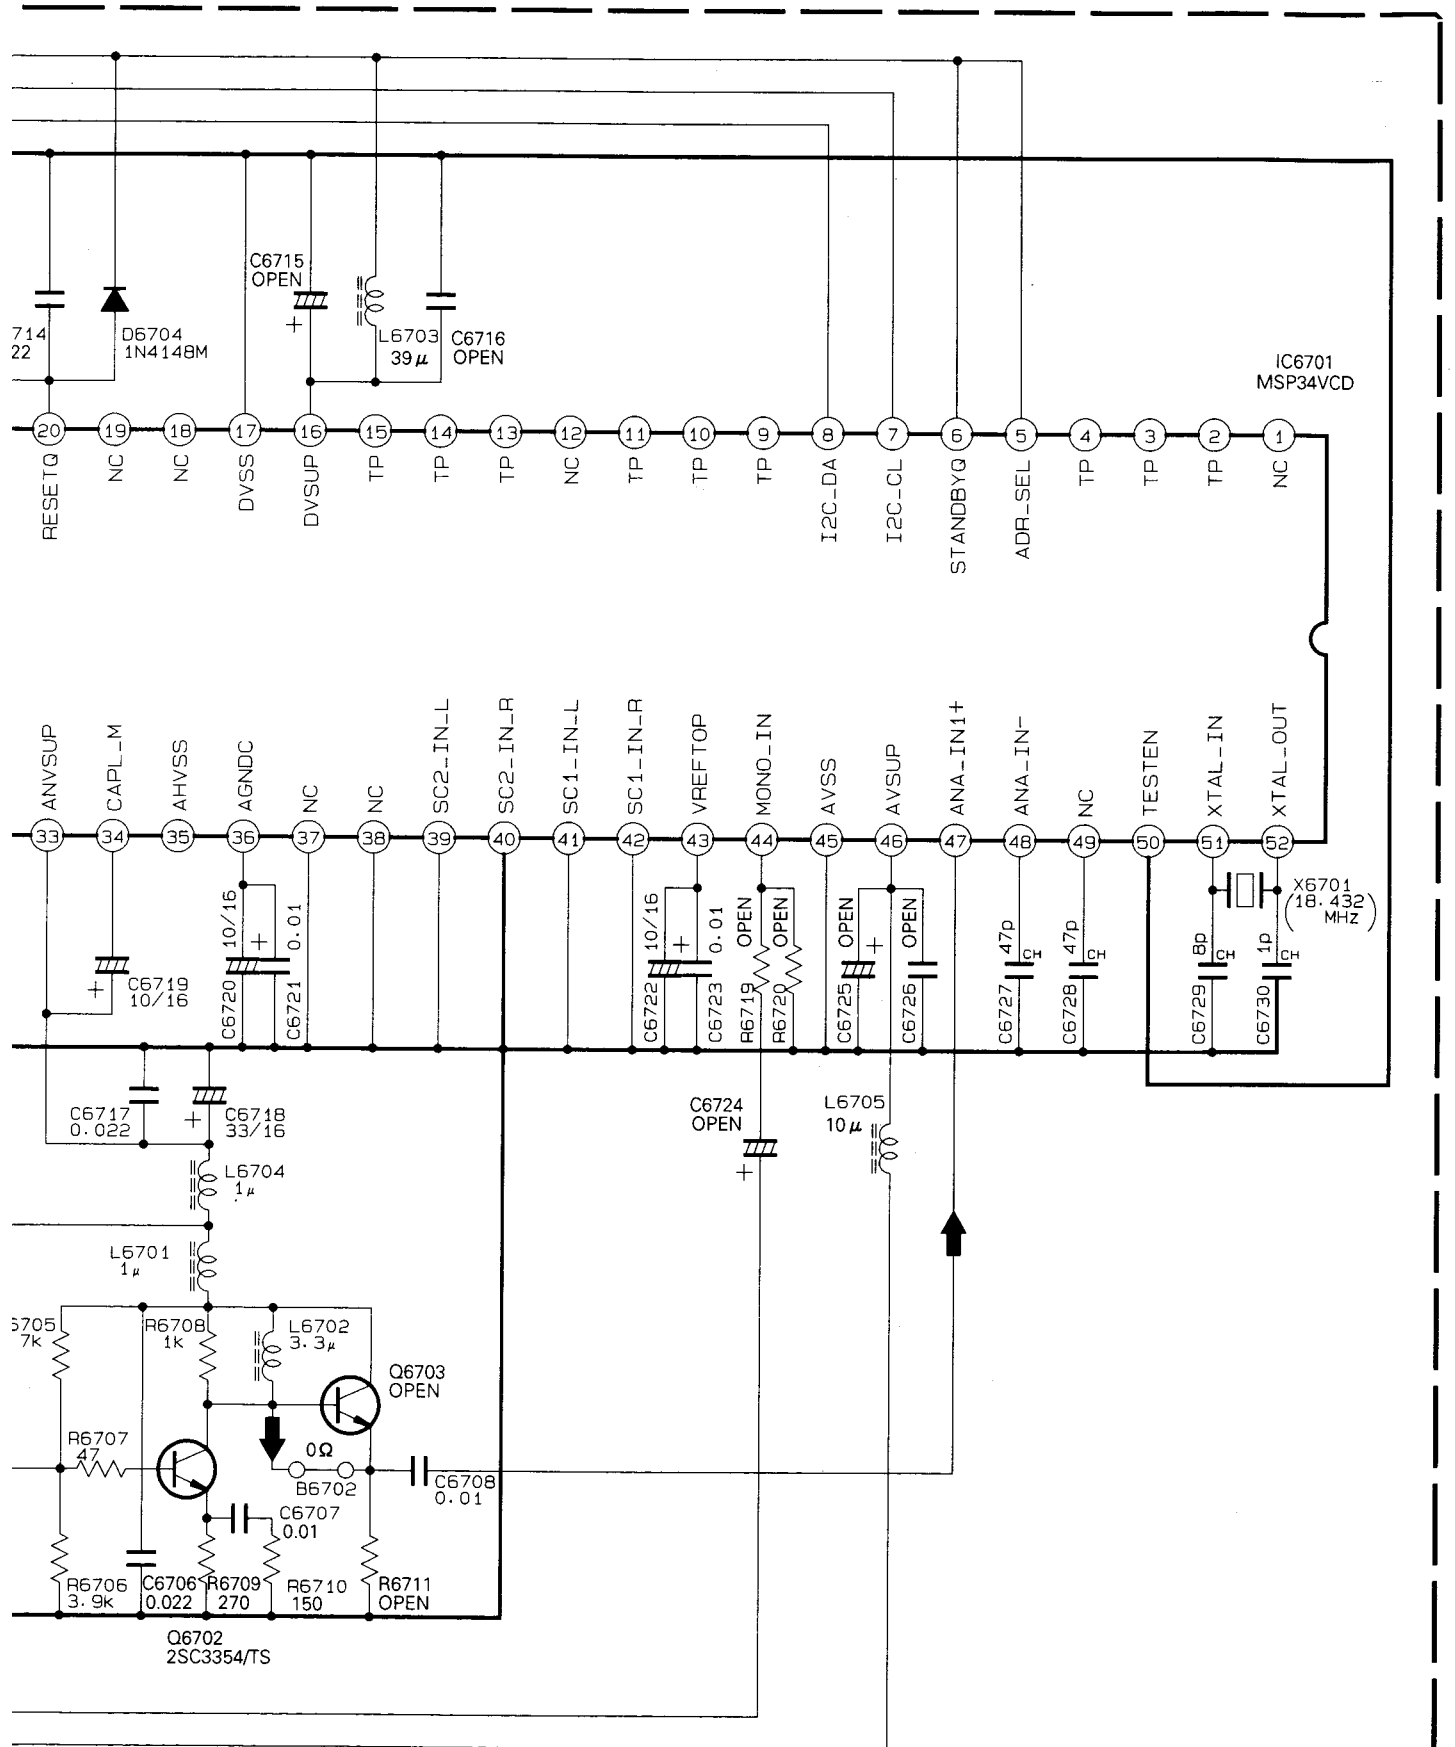 C6715
OPEN
714
22
D6704
1N4148M
L6703
39μ
C6716
OPEN
IC6701
MSP34VCD
20
19
18
17
16
15
14
13
12
11
10
9
8
7
6
5
4
3
2
1
RESETQ
NC
NC
DVSS
DVSUP
TP
TP
TP
NC
TP
TP
TP
I2C_DA
I2C_CL
STANDBYQ
ADR_SEL
TP
TP
TP
NC
ANVSUP
CAPL_M
AHVSS
AGNDC
NC
NC
SC2_IN_L
SC2_IN_R
SC1_IN_L
SC1_IN_R
VREFTOP
MONO_IN
AVSS
AVSUP
ANA_IN1+
ANA_IN-
NC
TESTEN
XTAL_IN
XTAL_OUT
33
34
35
36
37
38
39
40
41
42
43
44
45
46
47
48
49
50
51
52
+
C6719
10/16
C6720
10/16
+
C6721
0.01
C6722
10/16
+
C6723
0.01
R6719
OPEN
R6720
OPEN
C6725
OPEN
+
C6726
OPEN
C6727
47p
CH
C6728
47p
CH
C6729
8p
CH
C6730
1p
CH
X6701
(18.432
MHz)
C6717
0.022
+
C6718
33/16
C6724
OPEN
+
L6705
10μ
L6704
1μ
L6701
1μ
6705
7k
R6708
1k
L6702
3.3μ
Q6703
OPEN
R6707
47
0Ω
B6702
C6708
0.01
C6707
0.01
R6706
3.9k
C6706
0.022
R6709
270
R6710
150
R6711
OPEN
Q6702
2SC3354/TS